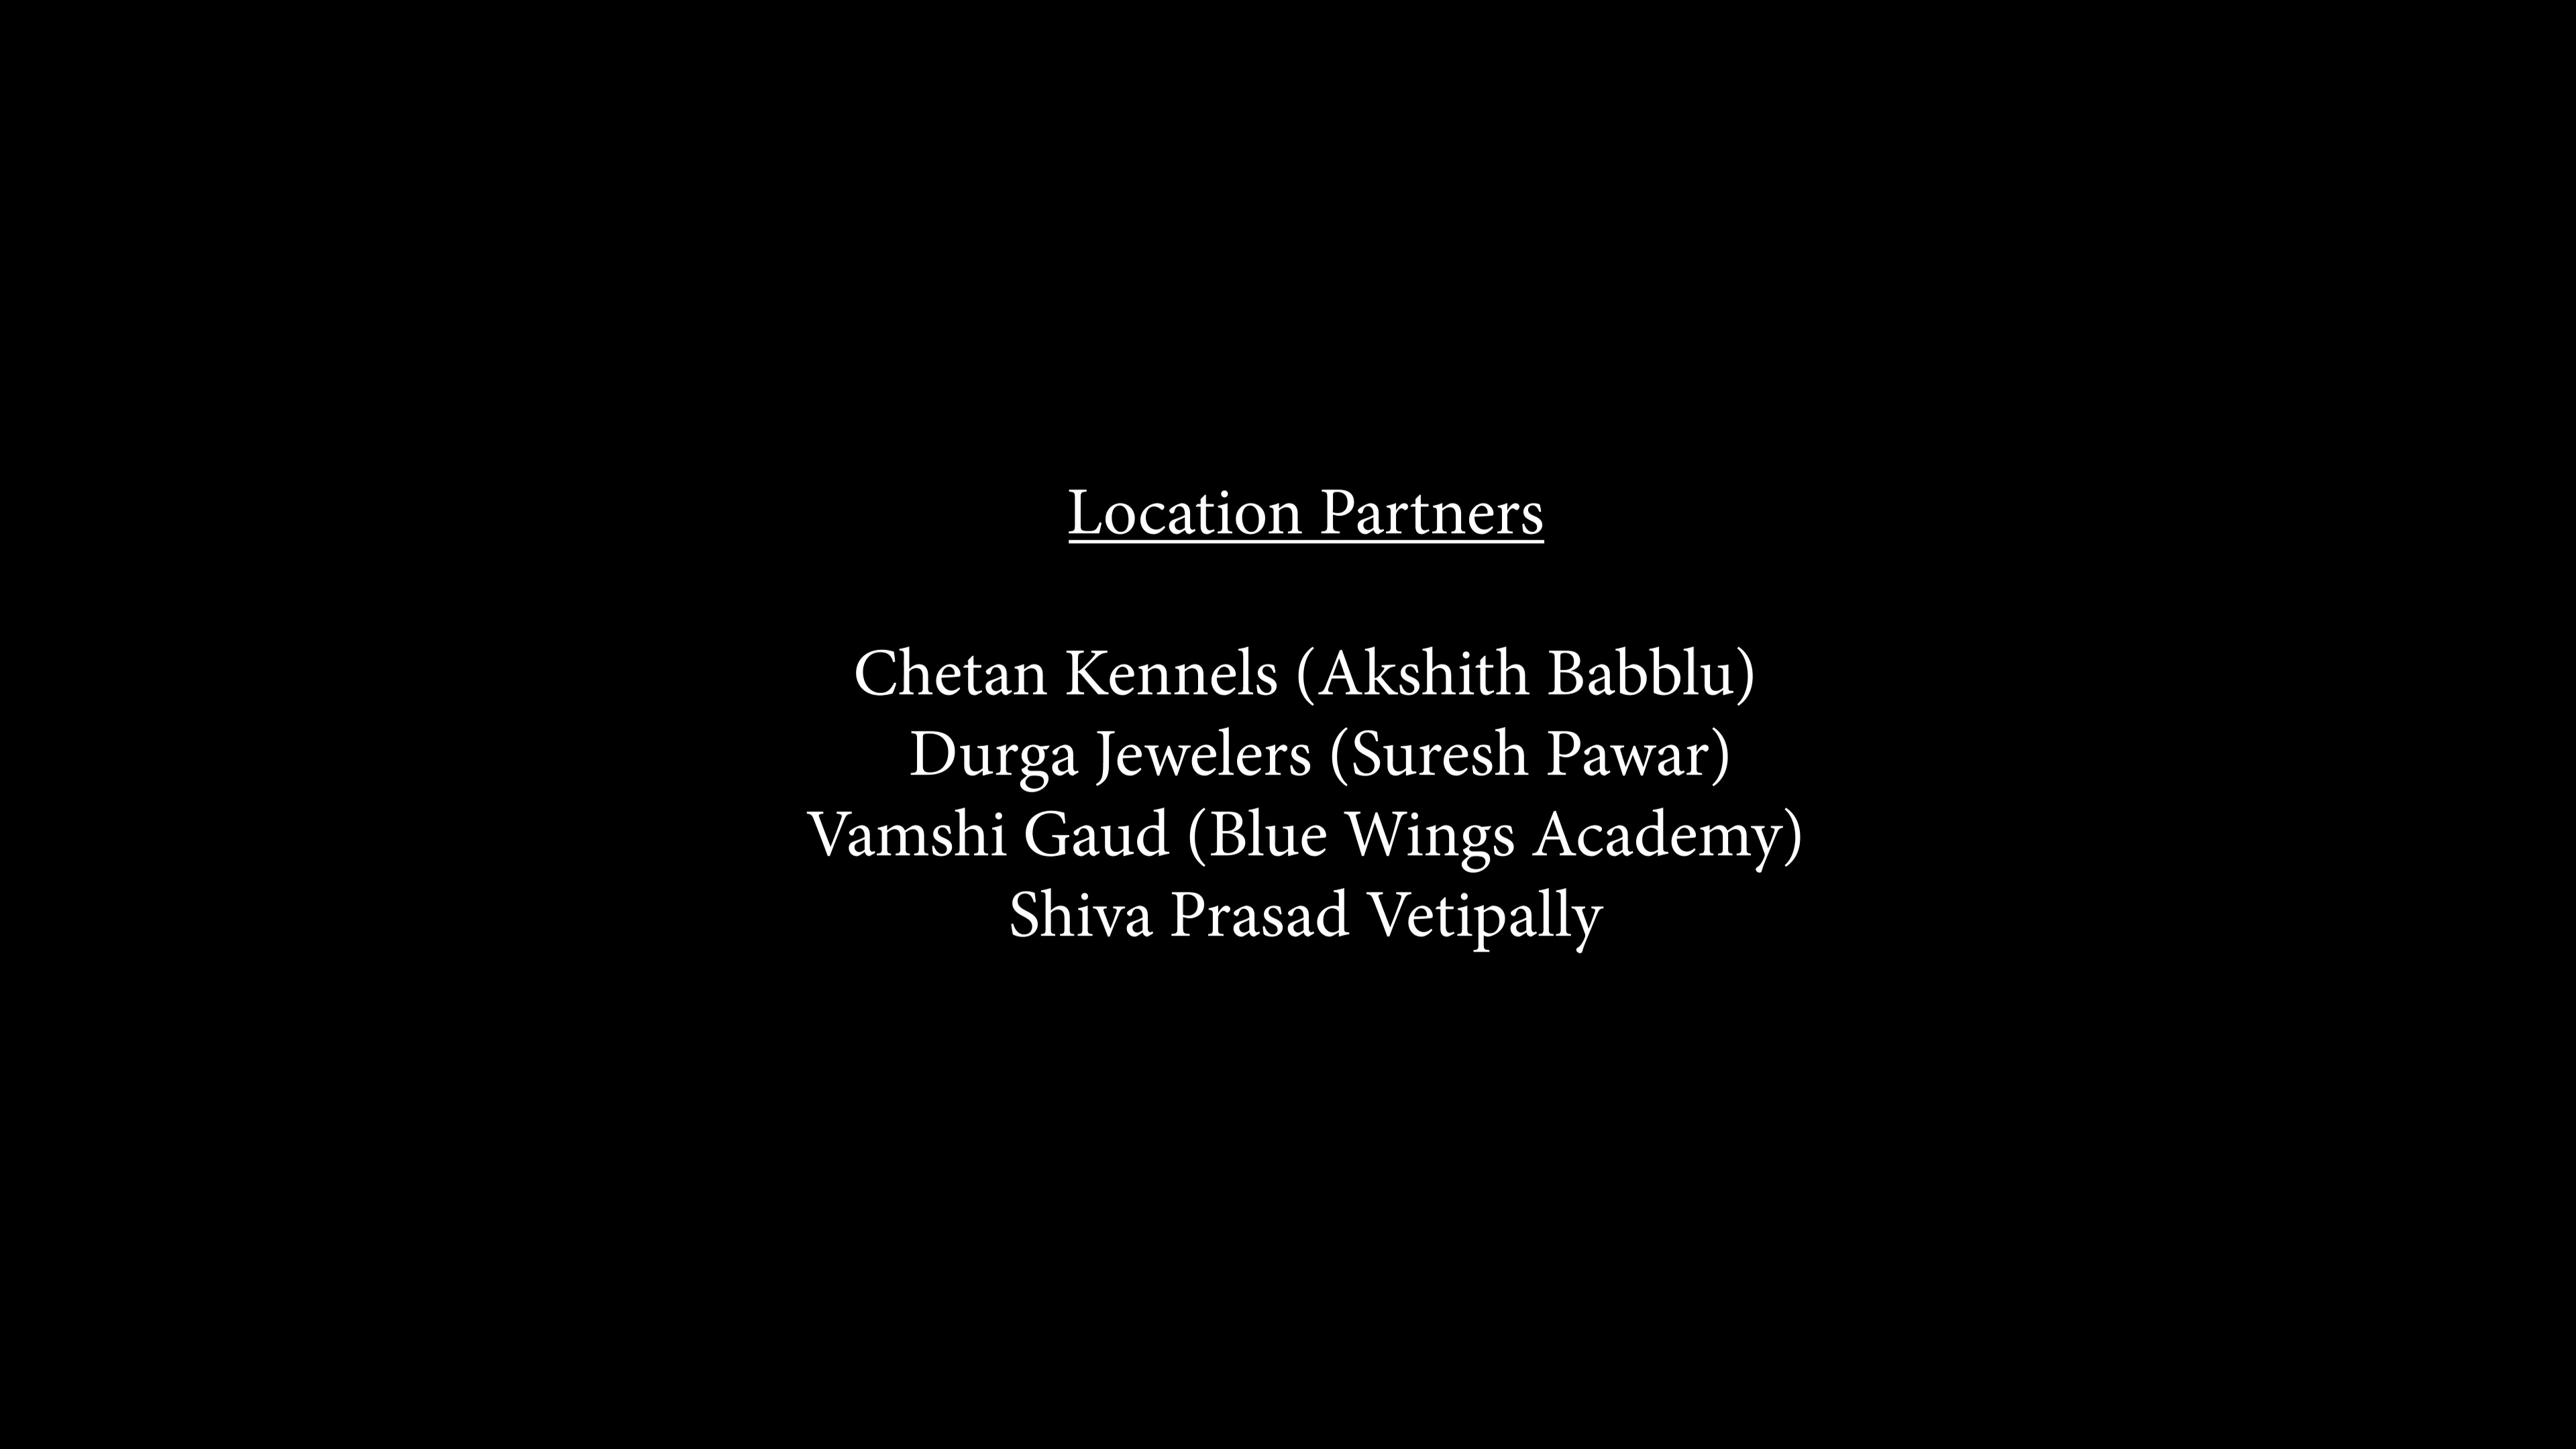 Location Partners
Chetan Kennels (Akshith Babblu)
Durga Jewelers (Suresh Pawar)
Vamshi Gaud (Blue Wings Academy)
Shiva Prasad Vetipally